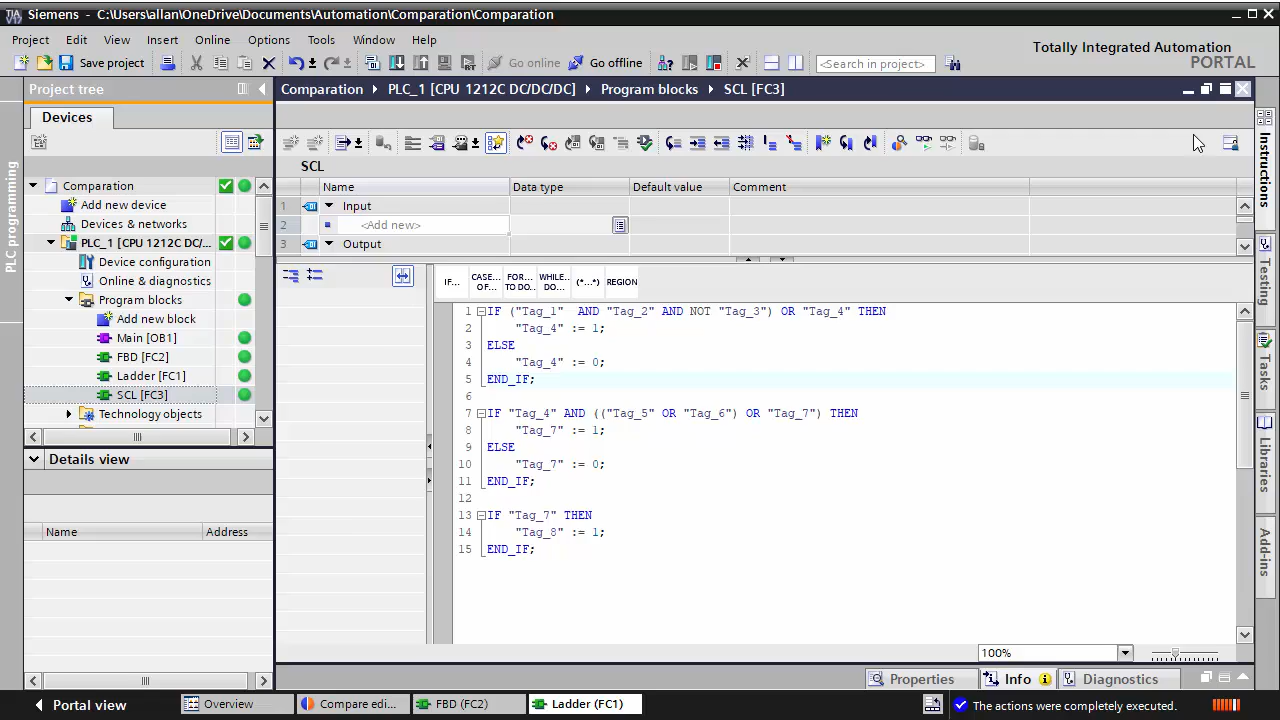 Siemens - C:\Users\allan\OneDrive\Documents\Automation\Comparation\Comparation
Project Edit View Insert Online Options Tools Window Help
Totally Integrated Automation
PORTAL
Save project
Go online
Go offline
<Search in project>
Project tree
Comparation PLC_1 [CPU 1212C DC/DC/DC] Program blocks SCL [FC3]
Devices
PLC programming
SCL
Name Data type Default value Comment
1 Input
2 <Add new>
3 Output
Comparation
Add new device
Devices & networks
PLC_1 [CPU 1212C DC/...
Device configuration
Online & diagnostics
Program blocks
Add new block
Main [OB1]
FBD [FC2]
Ladder [FC1]
SCL [FC3]
Technology objects
Details view
Name Address
IF... CASE... OF... FOR... TO DO... WHILE... DO... (*...*) REGION
1 IF ("Tag_1"  AND "Tag_2" AND NOT "Tag_3") OR "Tag_4" THEN
2 "Tag_4" := 1;
3 ELSE
4 "Tag_4" := 0;
5 END_IF;
6
7 IF "Tag_4" AND (("Tag_5" OR "Tag_6") OR "Tag_7") THEN
8 "Tag_7" := 1;
9 ELSE
10 "Tag_7" := 0;
11 END_IF;
12
13 IF "Tag_7" THEN
14 "Tag_8" := 1;
15 END_IF;
100%
Instructions
Testing
Tasks
Libraries
Add-ins
Properties Info Diagnostics
Portal view Overview Compare edi... FBD (FC2) Ladder (FC1) The actions were completely executed.